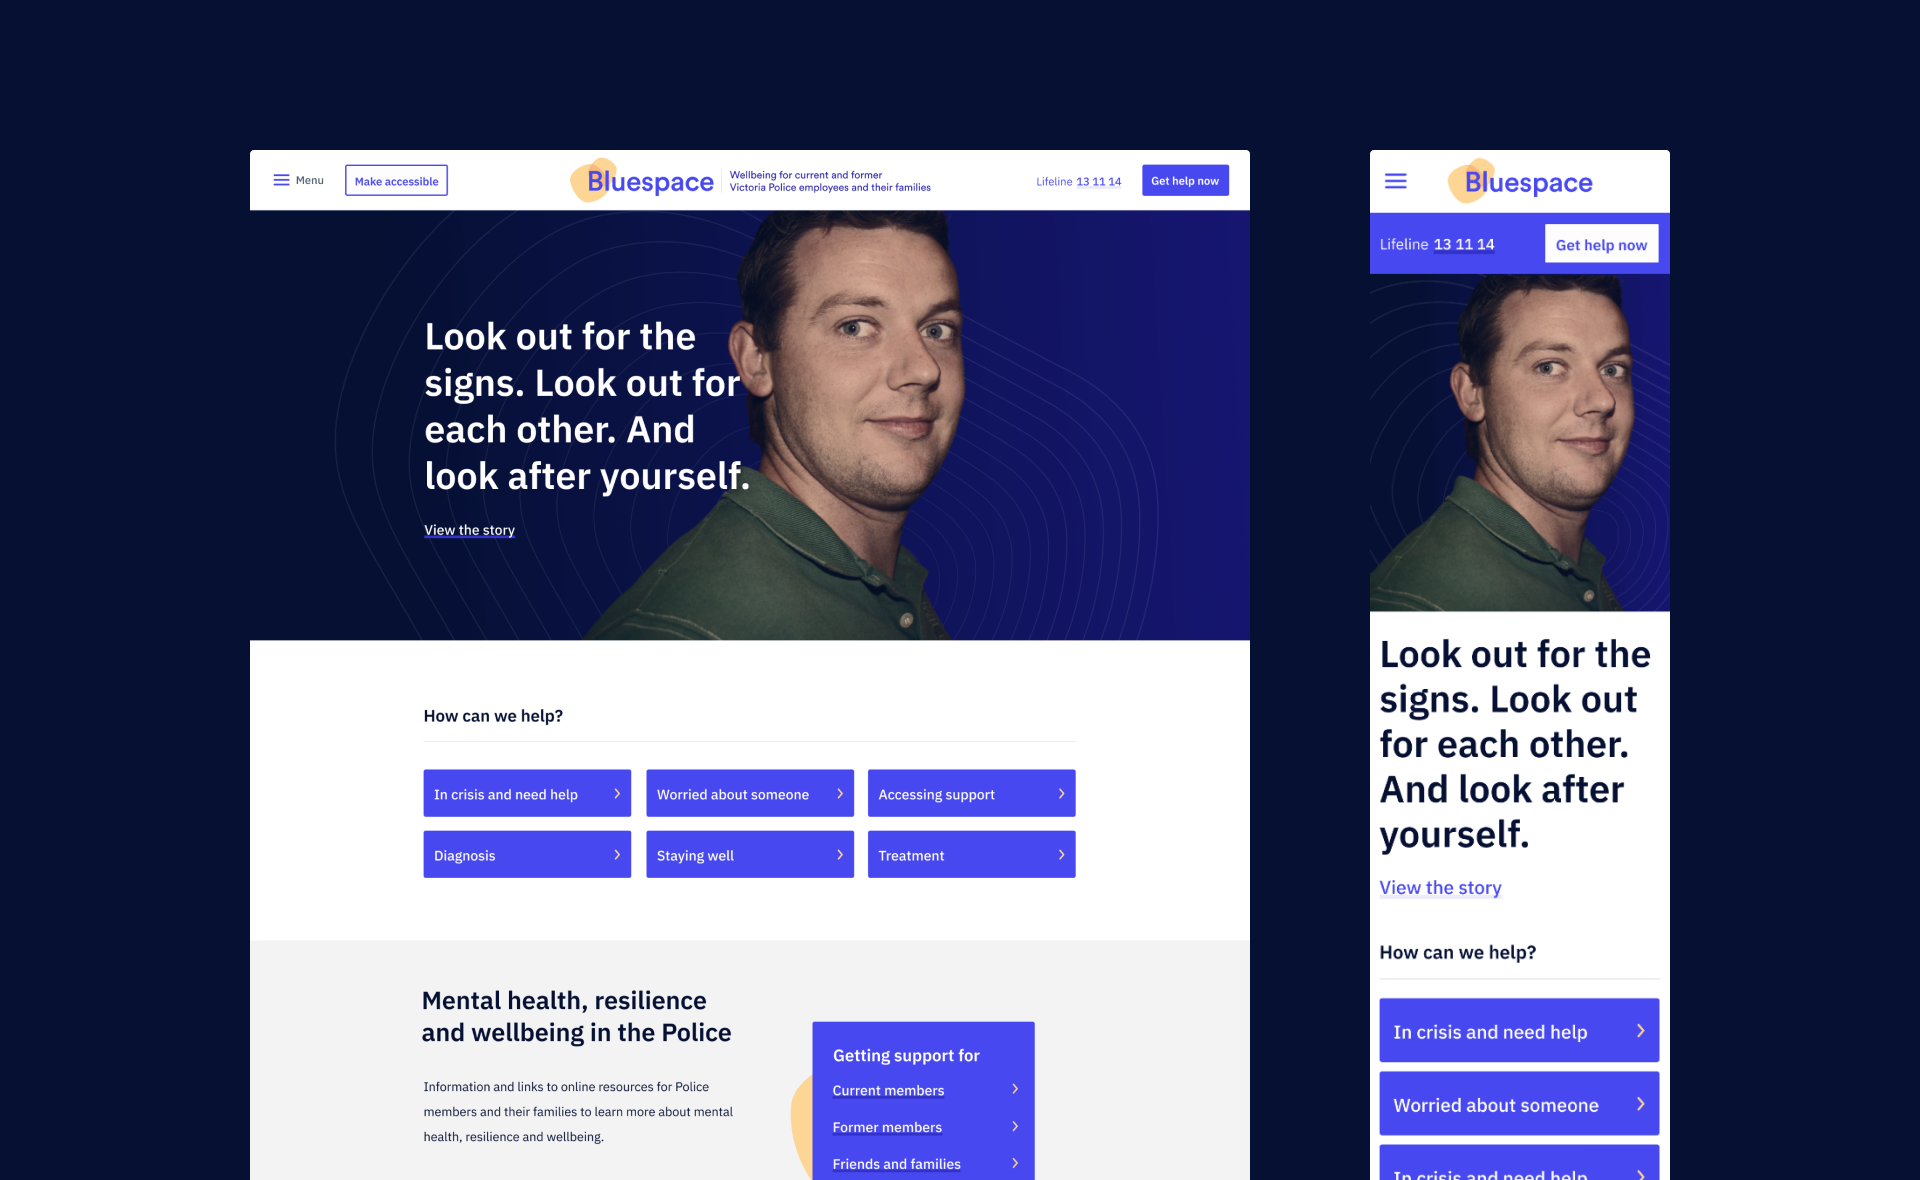 Menu
Make accessible
Bluespace
Wellbeing for current and former
Victoria Police employees and their families
Lifeline 13 11 14
Get help now
Look out for the
signs. Look out for
each other. And
look after yourself.
View the story
How can we help?
In crisis and need help
Worried about someone
Accessing support
Diagnosis
Staying well
Treatment
Mental health, resilience
and wellbeing in the Police
Information and links to online resources for Police
members and their families to learn more about mental
health, resilience and wellbeing.
Getting support for
Current members
Former members
Friends and families
Bluespace
Lifeline 13 11 14
Get help now
Look out for the
signs. Look out
for each other.
And look after
yourself.
View the story
How can we help?
In crisis and need help
Worried about someone
In crisis and need help